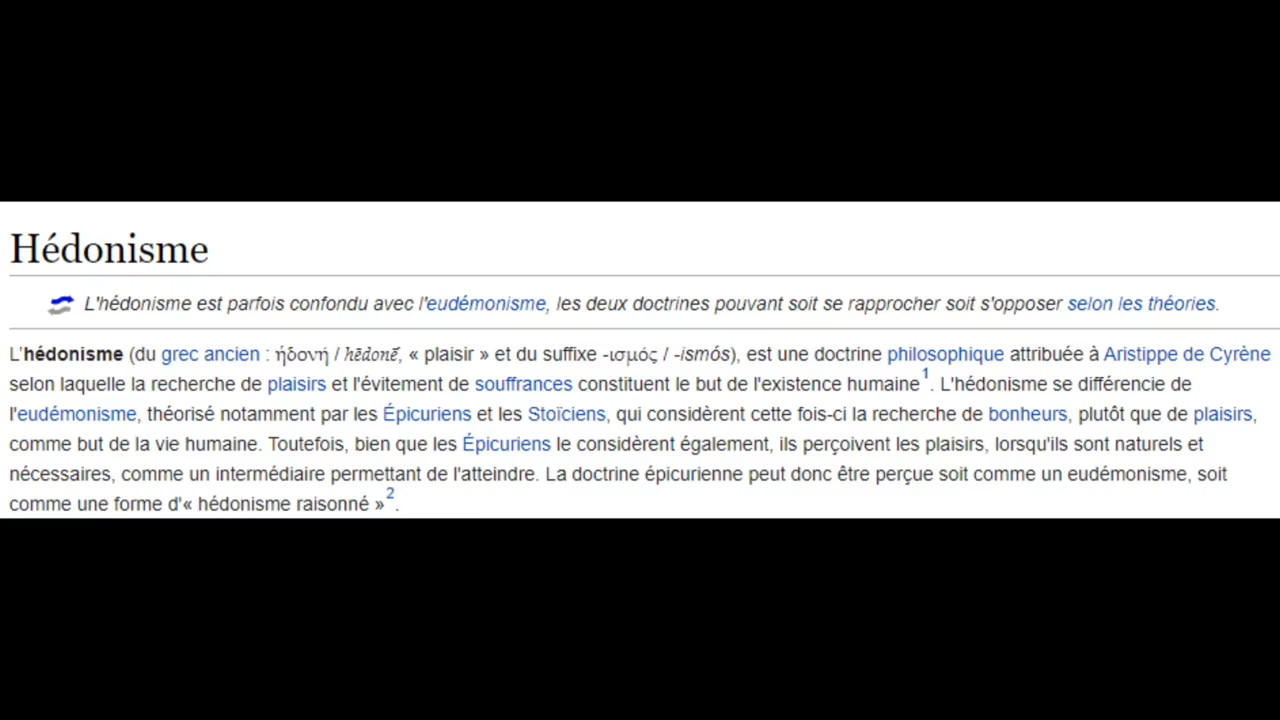 Hédonisme
L'hédonisme est parfois confondu avec l'eudémonisme, les deux doctrines pouvant soit se rapprocher soit s'opposer selon les théories.
L'hédonisme (du grec ancien : ἡδονή / hēdonḗ, « plaisir » et du suffixe -ισμός / -ismós), est une doctrine philosophique attribuée à Aristippe de Cyrène
selon laquelle la recherche de plaisirs et l'évitement de souffrances constituent le but de l'existence humaine1. L'hédonisme se différencie de
l'eudémonisme, théorisé notamment par les Épicuriens et les Stoïciens, qui considèrent cette fois-ci la recherche de bonheurs, plutôt que de plaisirs,
comme but de la vie humaine. Toutefois, bien que les Épicuriens le considèrent également, ils perçoivent les plaisirs, lorsqu'ils sont naturels et
nécessaires, comme un intermédiaire permettant de l'atteindre. La doctrine épicurienne peut donc être perçue soit comme un eudémonisme, soit
comme une forme d'« hédonisme raisonné »2.